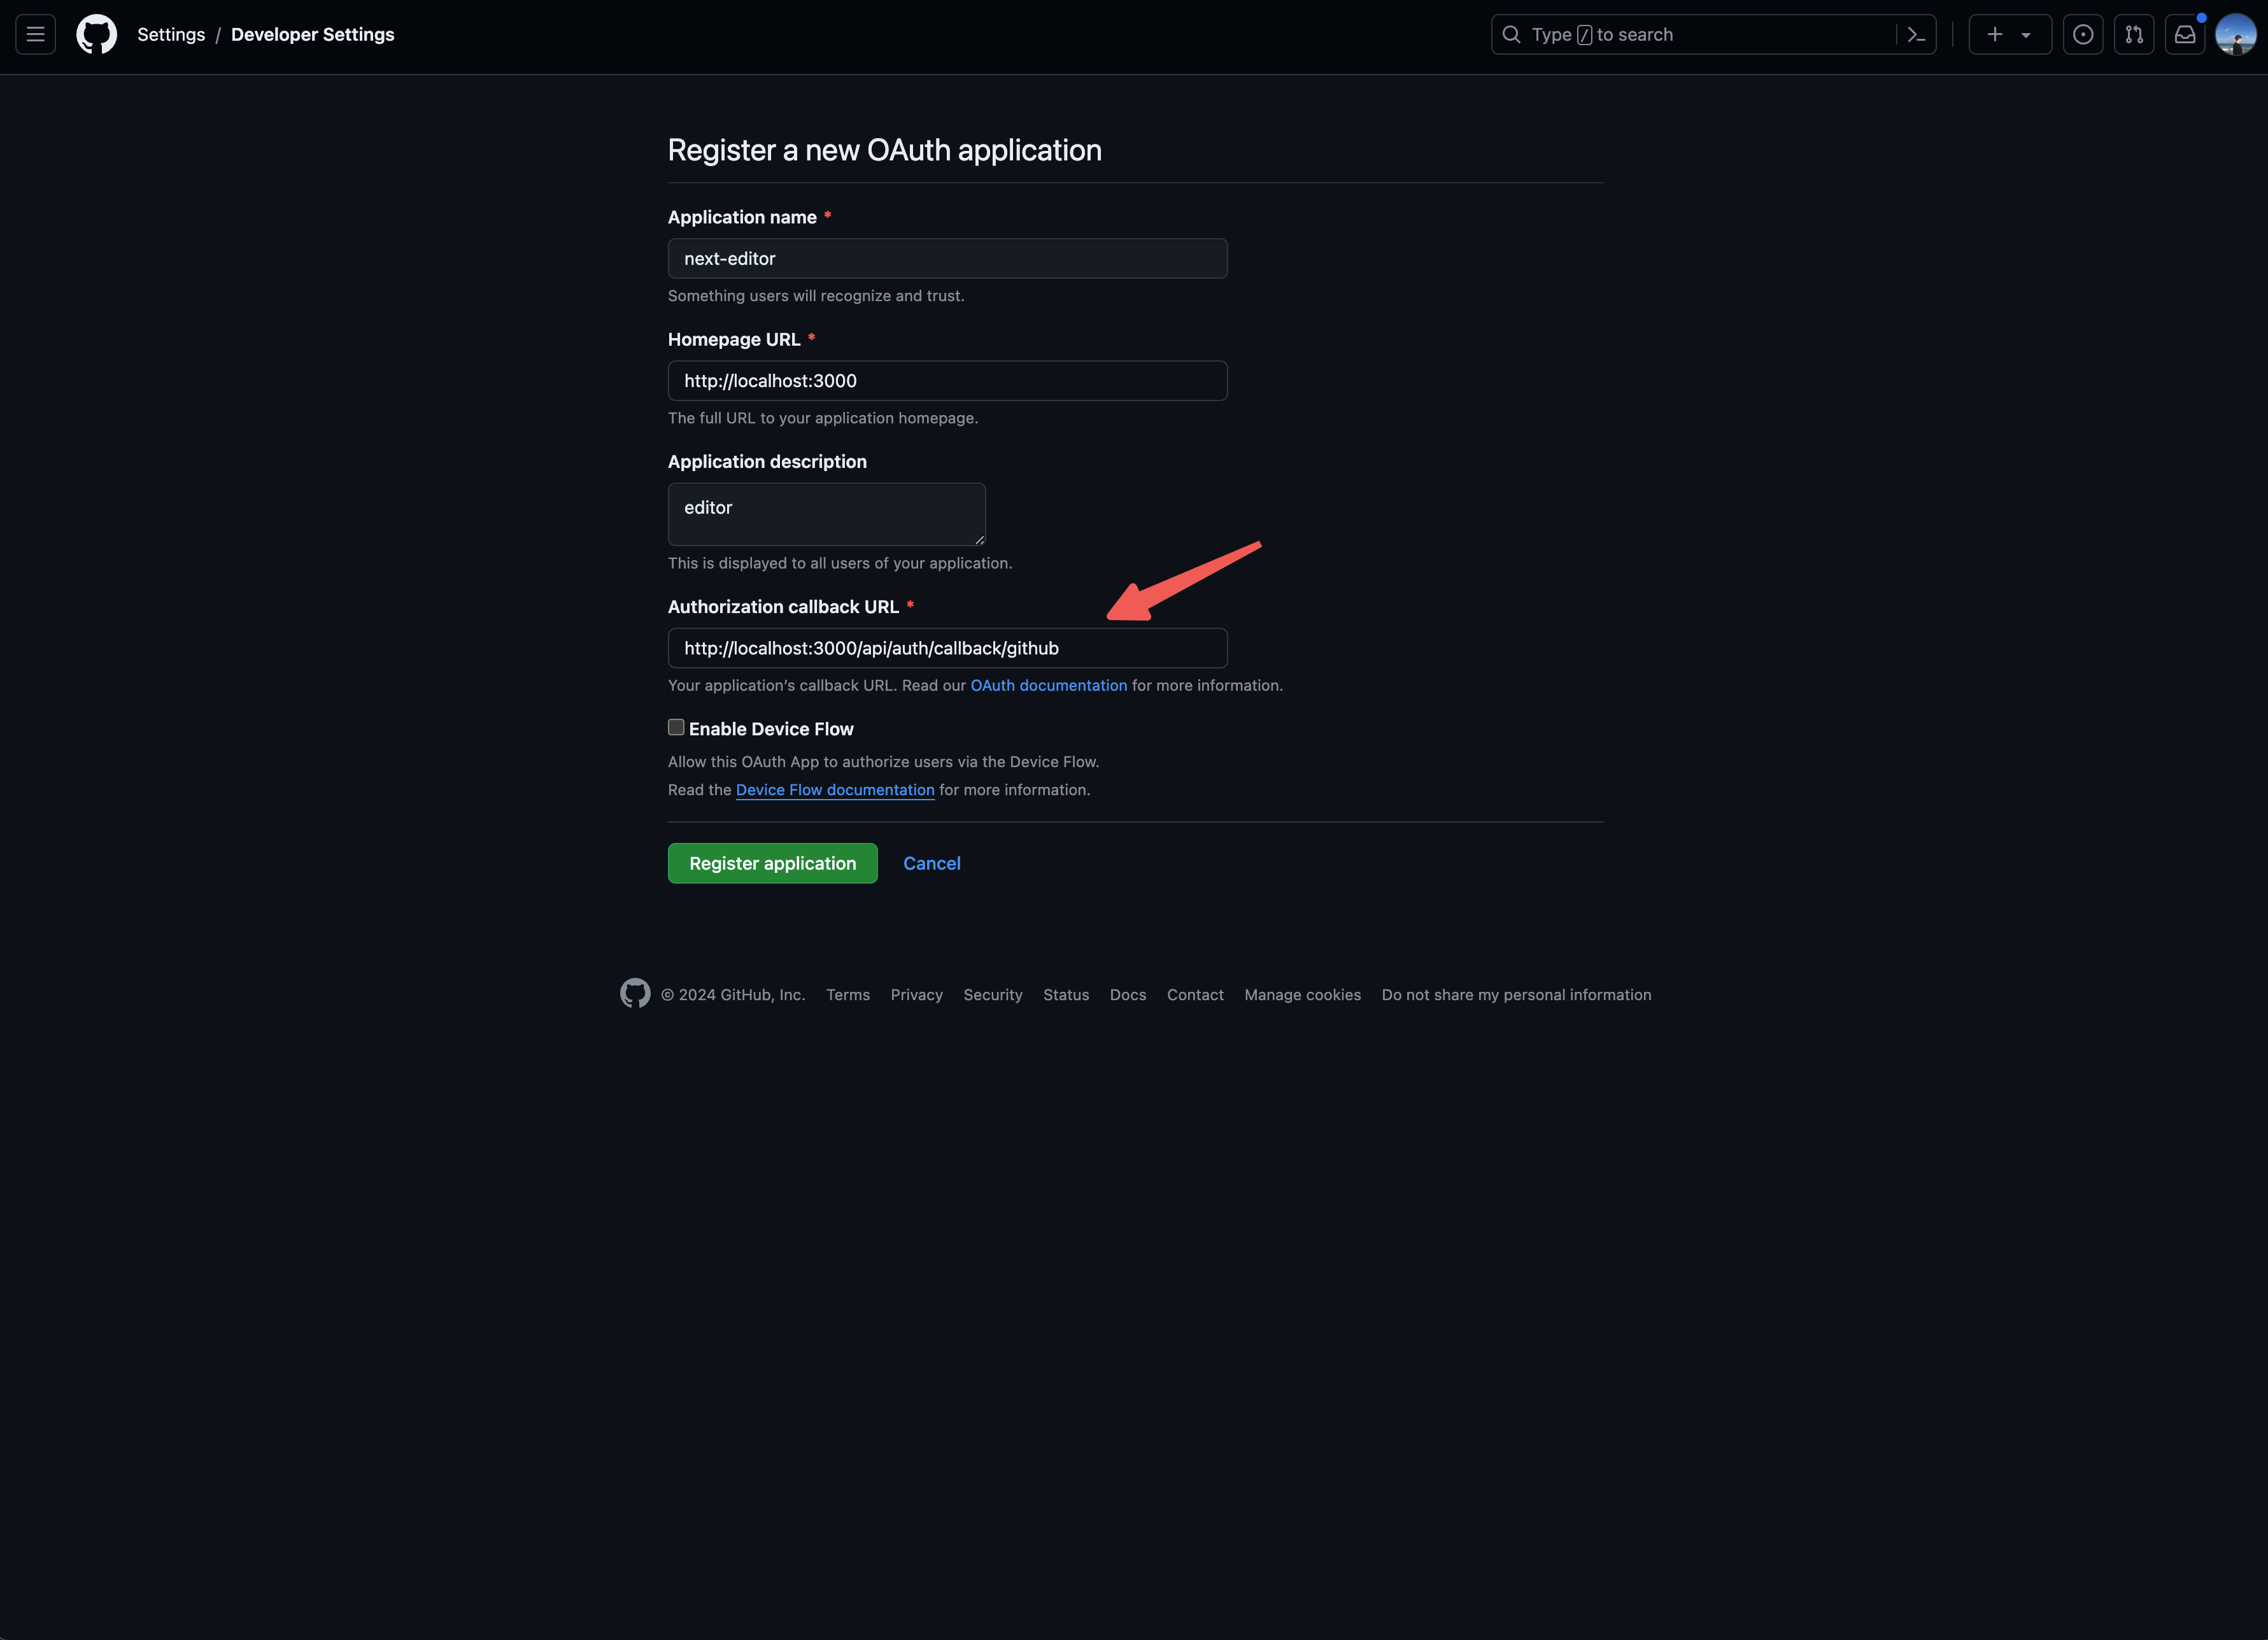 Settings / Developer Settings
Type / to search
Register a new OAuth application
Application name *
next-editor
Something users will recognize and trust.
Homepage URL *
http://localhost:3000
The full URL to your application homepage.
Application description
editor
This is displayed to all users of your application.
Authorization callback URL *
http://localhost:3000/api/auth/callback/github
Your application’s callback URL. Read our OAuth documentation for more information.
Enable Device Flow
Allow this OAuth App to authorize users via the Device Flow.
Read the Device Flow documentation for more information.
Register application Cancel
© 2024 GitHub, Inc. Terms Privacy Security Status Docs Contact Manage cookies Do not share my personal information